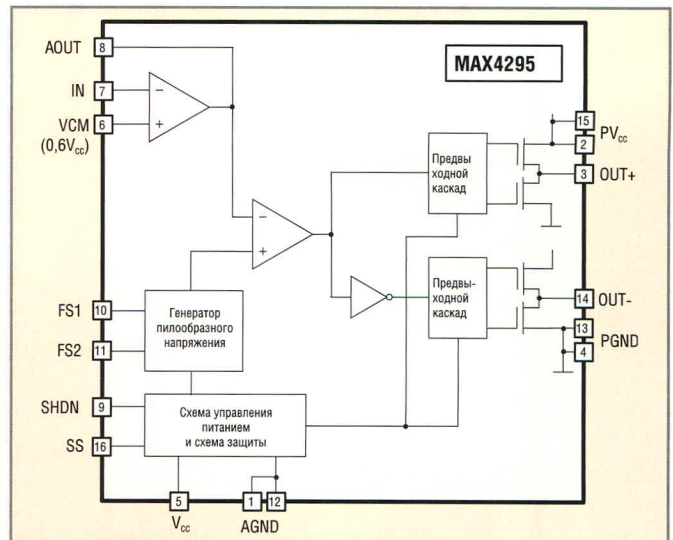 MAX4295
AOUT 8
IN 7
VCM 6
(0,6Vcc)
15
2 PVcc
3 OUT+
Предвы
ходной
каскад
Предвы-
ходной
каскад
14 OUT-
13
PGND
4
FS1 10
FS2 11
Генератор
пилообразного
напряжения
SHDN 9
SS 16
Схема управления
питанием
и схема защиты
5
Vcc
1 12
AGND